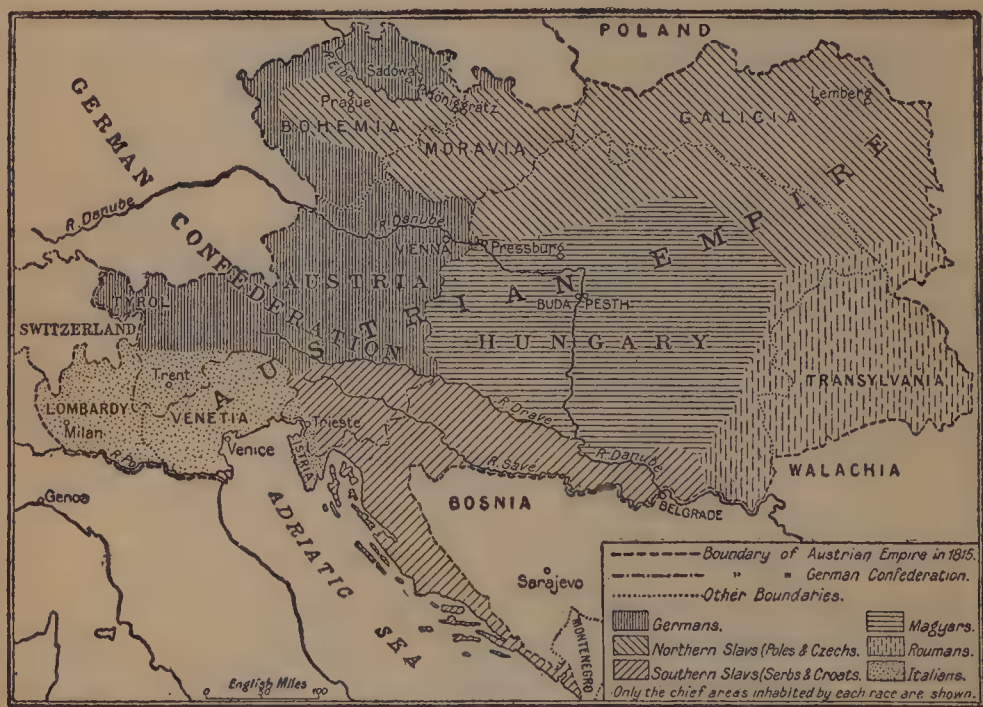 POLAND
GERMAN CONFEDERATION
AUSTRIAN EMPIRE
R. Elbe
Sadowa
Königgrätz
Prague
BOHEMIA
MORAVIA
GALICIA
Lemberg
R. Danube
R. Danube
VIENNA
Pressburg
AUSTRIA
BUDA PESTH
HUNGARY
TYROL
SWITZERLAND
Trent
LOMBARDY
Milan
VENETIA
Venice
R. Po
Trieste
ISTRIA
TRANSYLVANIA
R. Drave
R. Save
R. Danube
BELGRADE
WALACHIA
BOSNIA
Genoa
ADRIATIC SEA
Sarajevo
MONTENEGRO
English Miles
0 50 100
Boundary of Austrian Empire in 1815.
" " German Confederation.
Other Boundaries.
Germans.
Magyars.
Northern Slavs (Poles & Czechs.
Roumans.
Southern Slavs (Serbs & Croats.
Italians.
Only the chief areas inhabited by each race are shown.